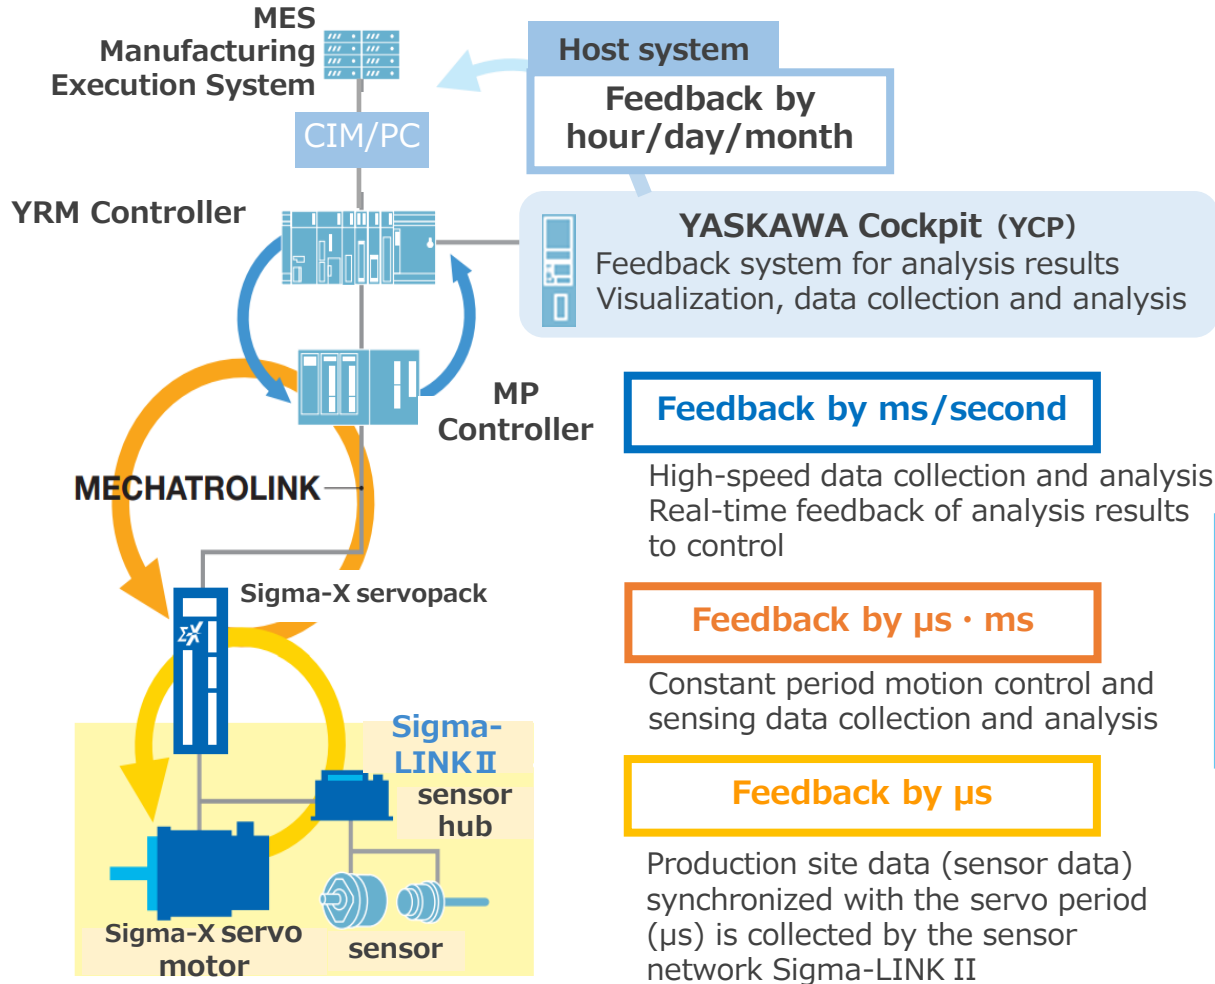 MES
Manufacturing
Execution System
Host system
Feedback by
hour/day/month
CIM/PC
YRM Controller
YASKAWA Cockpit（YCP）
Feedback system for analysis results
Visualization, data collection and analysis
MP
Controller
Feedback by ms/second
High-speed data collection and analysis
Real-time feedback of analysis results
to control
MECHATROLINK
Sigma-X servopack
ΣX
Feedback by μs・ms
Constant period motion control and
sensing data collection and analysis
Sigma-
LINKⅡ
sensor
hub
Feedback by μs
Production site data (sensor data)
synchronized with the servo period
(μs) is collected by the sensor
network Sigma-LINK II
Sigma-X servo
motor
sensor